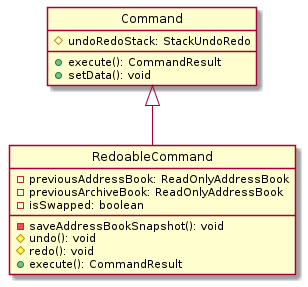 Command
undoRedoStack: StackUndoRedo
execute(): CommandResult
setData(): void
RedoableCommand
previousAddressBook: ReadOnlyAddressBook
previousArchiveBook: ReadOnlyAddressBook
isSwapped: boolean
saveAddressBookSnapshot(): void
undo(): void
redo(): void
execute(): CommandResult